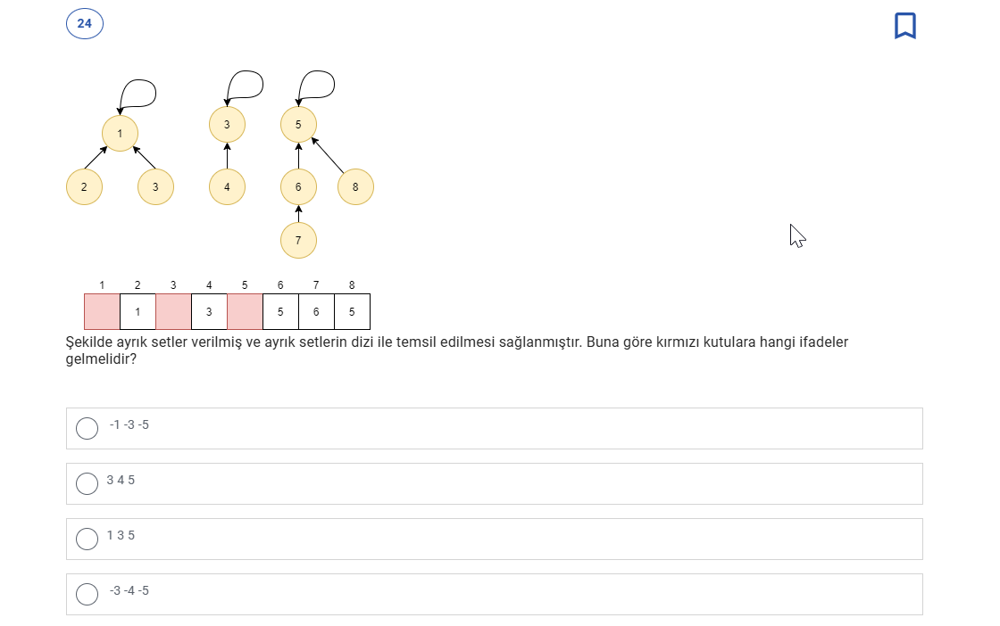 24
1
3
5
2
3
4
6
8
7
1 2 3 4 5 6 7 8
1 3 5 6 5
Şekilde ayrık setler verilmiş ve ayrık setlerin dizi ile temsil edilmesi sağlanmıştır. Buna göre kırmızı kutulara hangi ifadeler
gelmelidir?
-1 -3 -5
3 4 5
1 3 5
-3 -4 -5